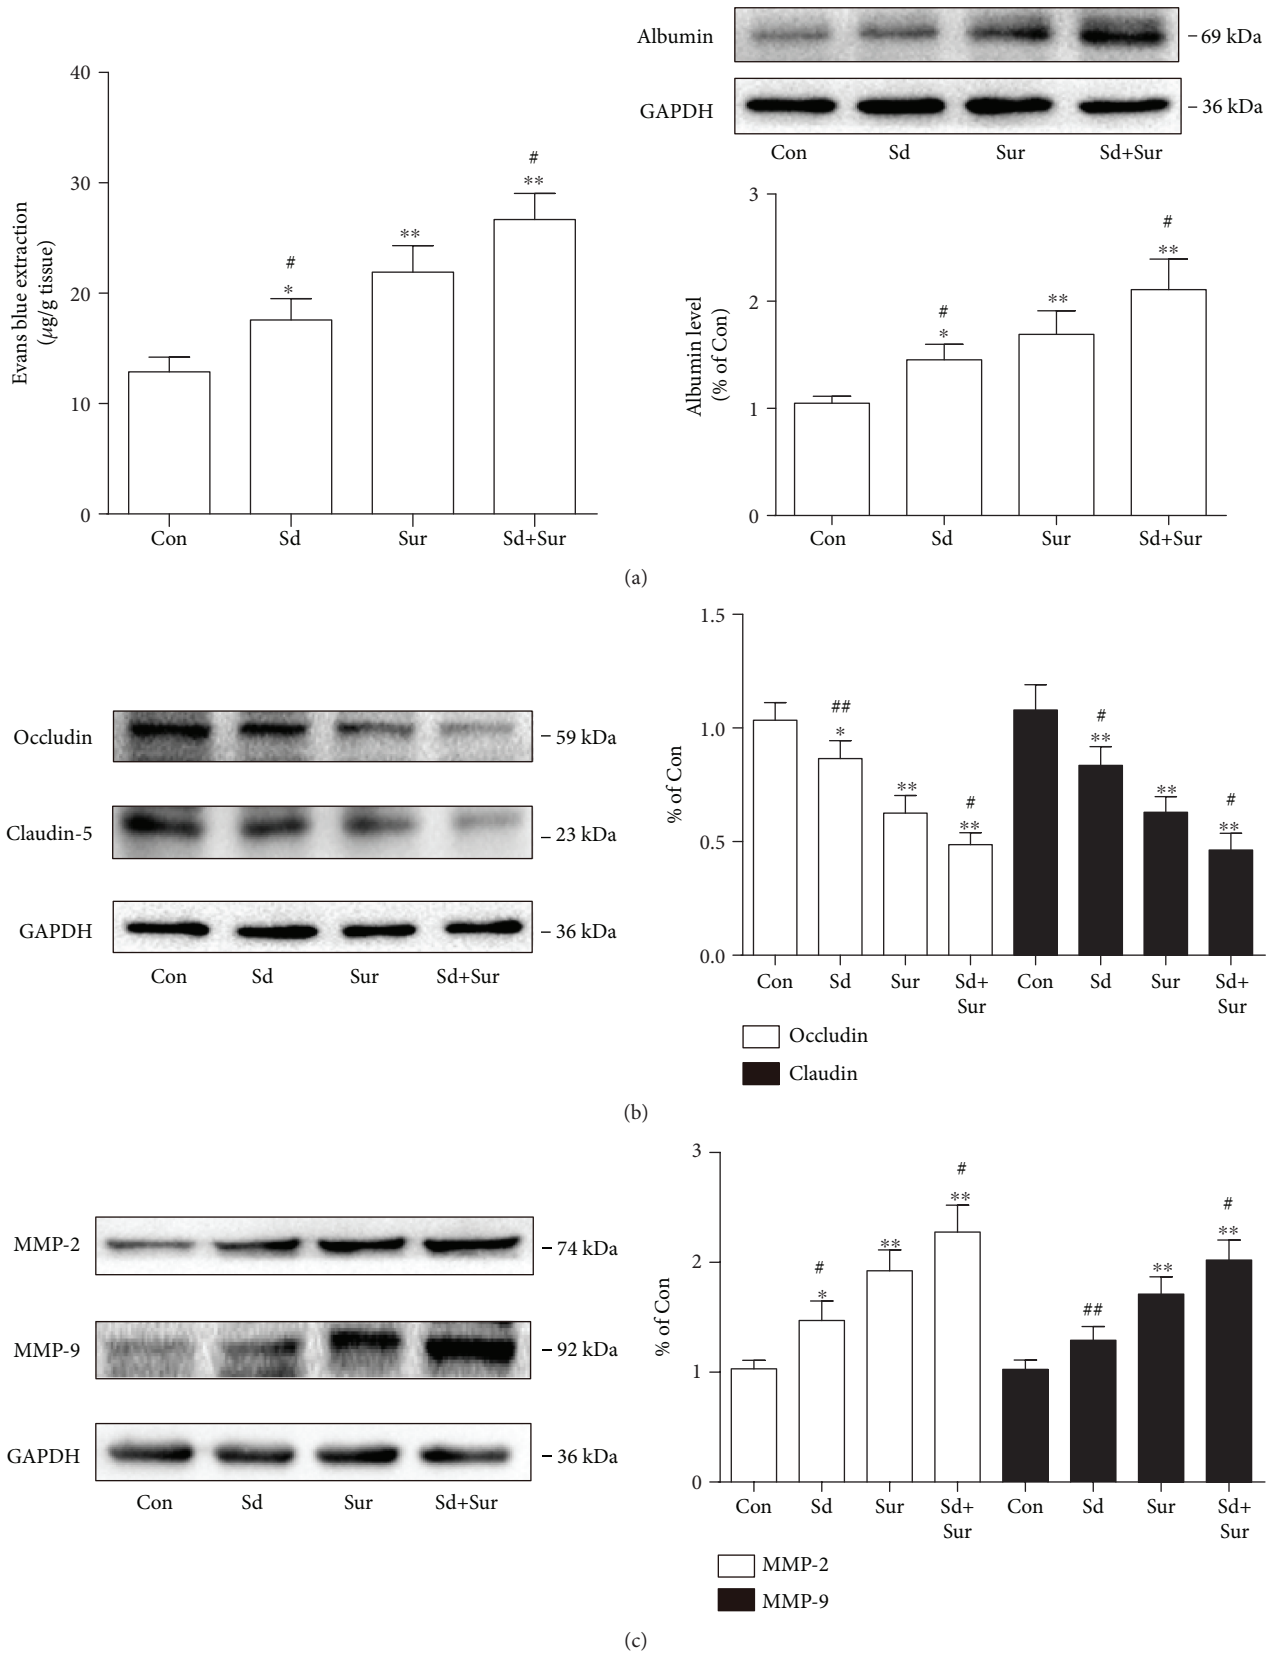 40
30
20
10
0
Evans blue extraction
(μg/g tissue)
#
*
**
#
**
Con Sd Sur Sd+Sur
Albumin
69 kDa
GAPDH
36 kDa
Con Sd Sur Sd+Sur
3
2
1
0
Albumin level
(% of Con)
#
*
**
#
**
Con Sd Sur Sd+Sur
(a)
Occludin
59 kDa
Claudin-5
23 kDa
GAPDH
36 kDa
Con Sd Sur Sd+Sur
1.5
1.0
0.5
0.0
% of Con
##
*
**
#
**
#
**
**
#
**
Con Sd Sur Sd+ Con Sd Sur Sd+
Sur Sur
Occludin
Claudin
(b)
MMP-2
74 kDa
MMP-9
92 kDa
GAPDH
36 kDa
Con Sd Sur Sd+Sur
3
2
1
0
% of Con
#
*
**
#
**
##
**
#
**
Con Sd Sur Sd+ Con Sd Sur Sd+
Sur Sur
MMP-2
MMP-9
(c)